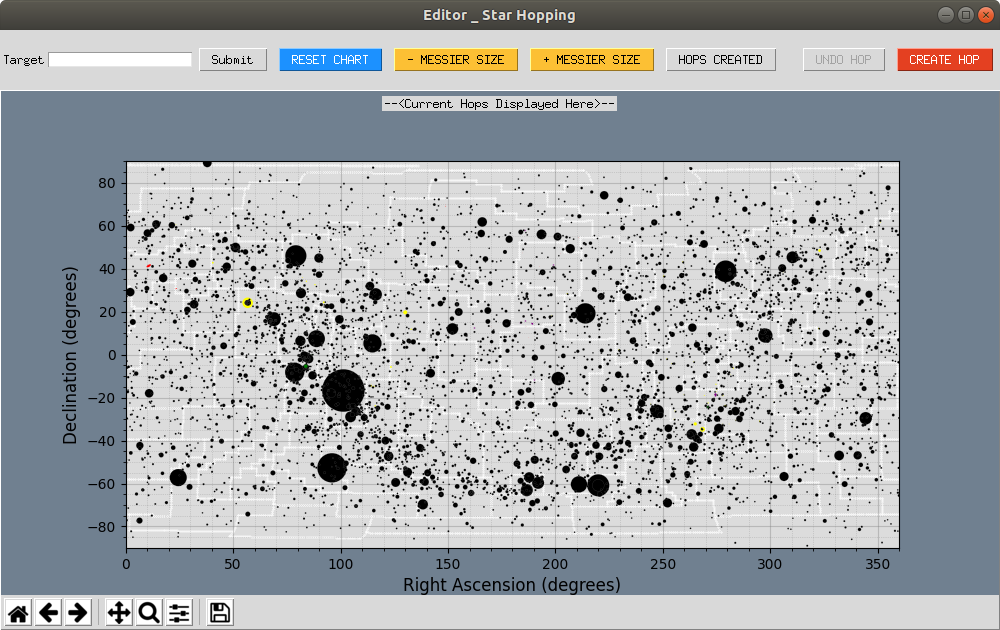 Editor _ Star Hopping
Target Submit RESET CHART - MESSIER SIZE + MESSIER SIZE HOPS CREATED UNDO HOP CREATE HOP
--<Current Hops Displayed Here>--
80
60
40
20
0
−20
−40
−60
−80
Declination (degrees)
0 50 100 150 200 250 300 350
Right Ascension (degrees)